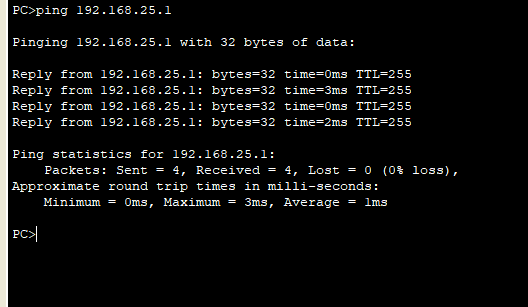 PC>ping 192.168.25.1
Pinging 192.168.25.1 with 32 bytes of data:
Reply from 192.168.25.1: bytes=32 time=0ms TTL=255
Reply from 192.168.25.1: bytes=32 time=3ms TTL=255
Reply from 192.168.25.1: bytes=32 time=0ms TTL=255
Reply from 192.168.25.1: bytes=32 time=2ms TTL=255
Ping statistics for 192.168.25.1:
    Packets: Sent = 4, Received = 4, Lost = 0 (0% loss),
Approximate round trip times in milli-seconds:
    Minimum = 0ms, Maximum = 3ms, Average = 1ms
PC>